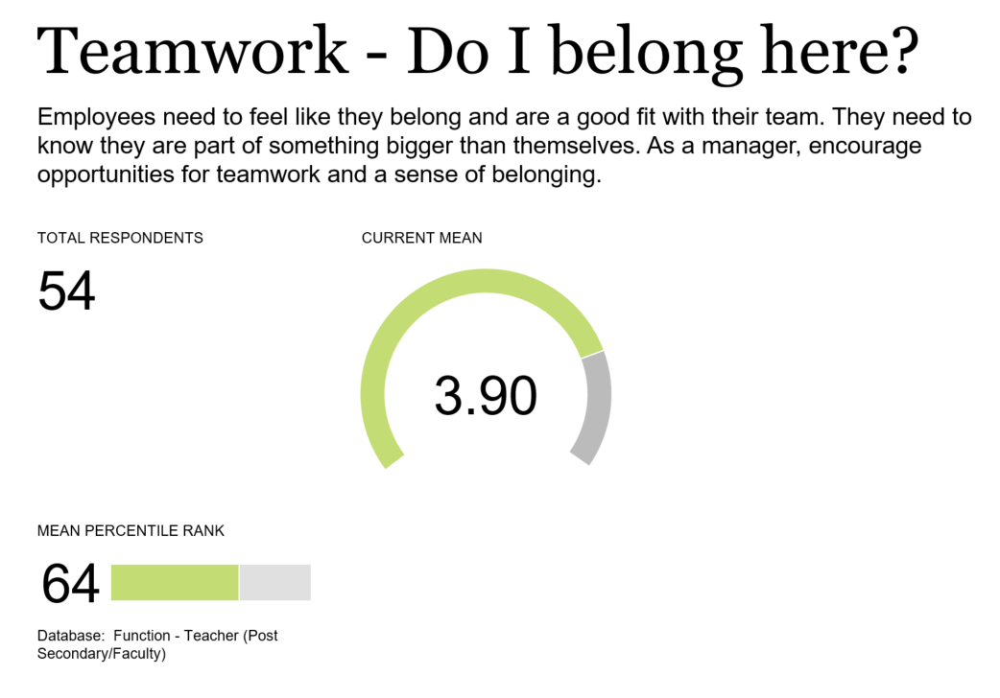 Teamwork - Do I belong here?
Employees need to feel like they belong and are a good fit with their team. They need to
know they are part of something bigger than themselves. As a manager, encourage
opportunities for teamwork and a sense of belonging.
TOTAL RESPONDENTS
54
CURRENT MEAN
3.90
MEAN PERCENTILE RANK
64
Database:  Function - Teacher (Post
Secondary/Faculty)